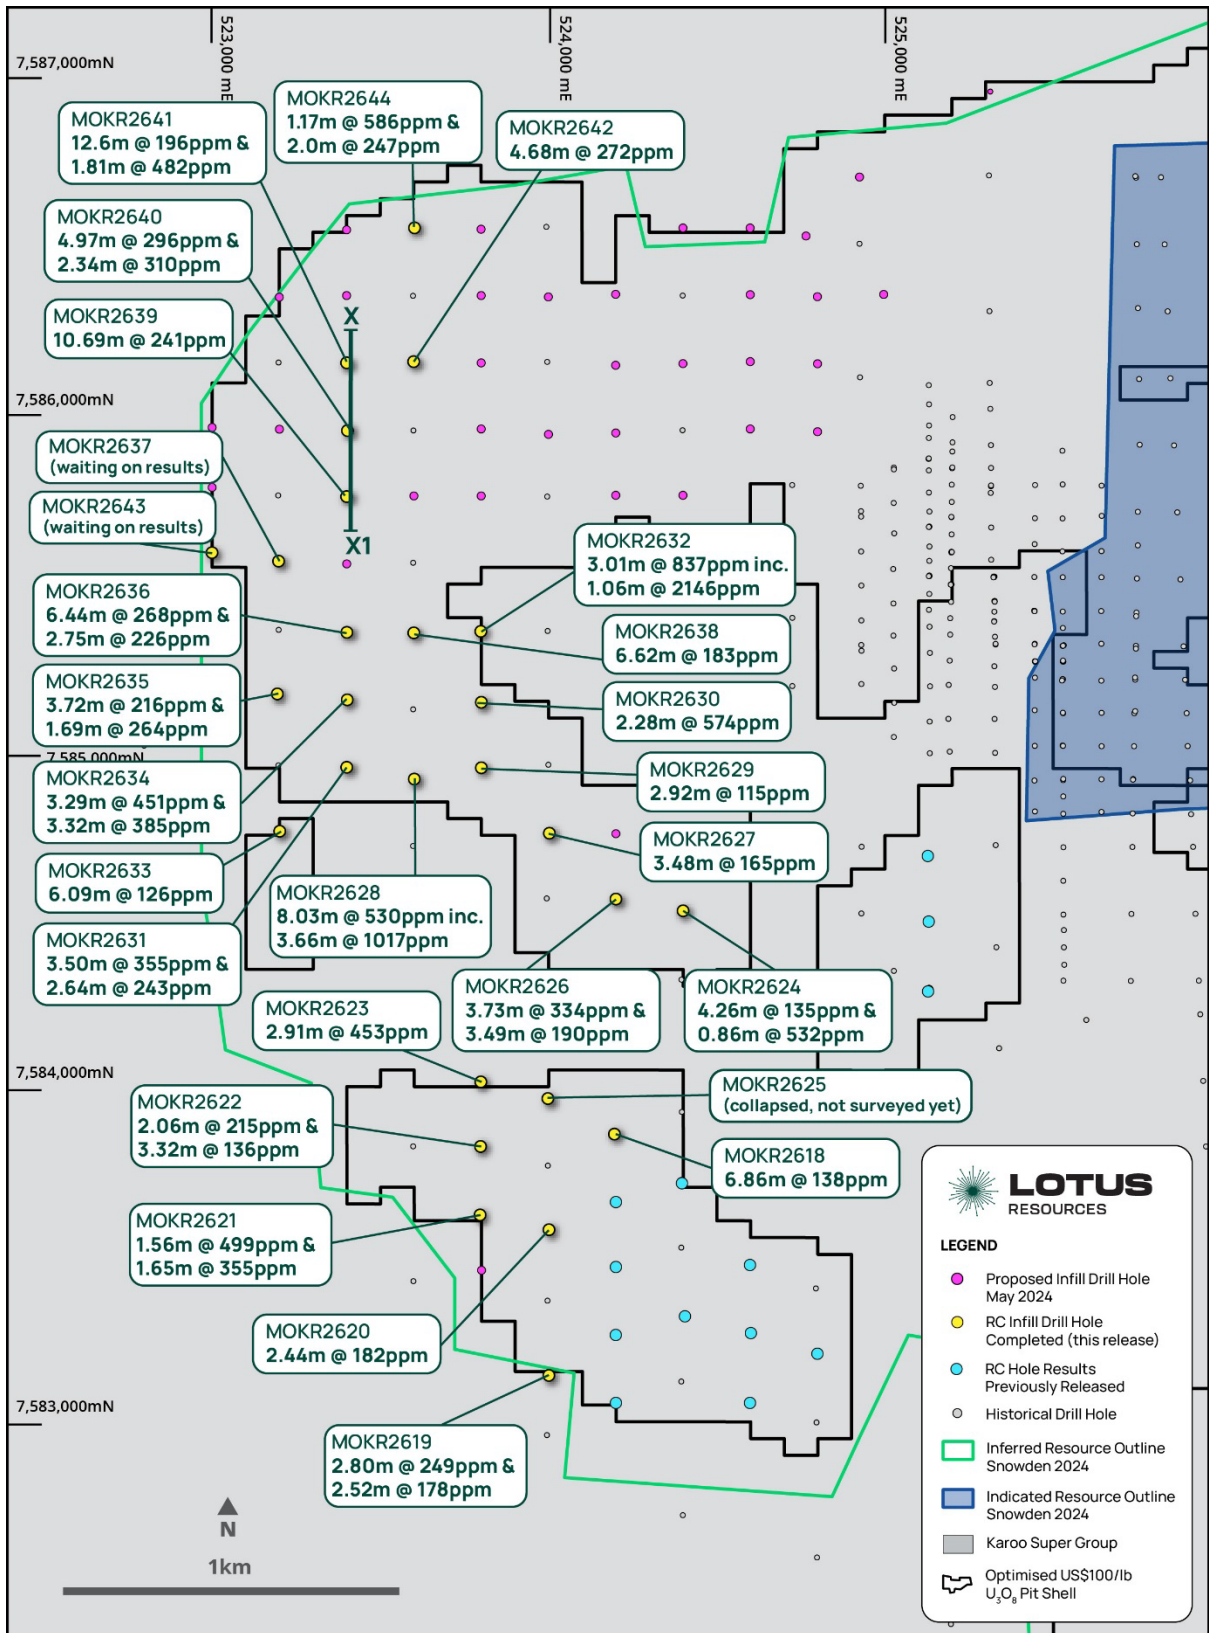 523,000 mE
524,000 mE
525,000 mE
7,587,000mN
MOKR2641
12.6m @ 196ppm &
1.81m @ 482ppm
MOKR2644
1.17m @ 586ppm &
2.0m @ 247ppm
MOKR2642
4.68m @ 272ppm
MOKR2640
4.97m @ 296ppm &
2.34m @ 310ppm
MOKR2639
10.69m @ 241ppm
X
7,586,000mN
MOKR2637
(waiting on results)
MOKR2643
(waiting on results)
X1
MOKR2632
3.01m @ 837ppm inc.
1.06m @ 2146ppm
MOKR2636
6.44m @ 268ppm &
2.75m @ 226ppm
MOKR2638
6.62m @ 183ppm
MOKR2635
3.72m @ 216ppm &
1.69m @ 264ppm
MOKR2630
2.28m @ 574ppm
7,585,000mN
MOKR2634
3.29m @ 451ppm &
3.32m @ 385ppm
MOKR2629
2.92m @ 115ppm
MOKR2627
3.48m @ 165ppm
MOKR2633
6.09m @ 126ppm
MOKR2628
8.03m @ 530ppm inc.
3.66m @ 1017ppm
MOKR2631
3.50m @ 355ppm &
2.64m @ 243ppm
MOKR2626
3.73m @ 334ppm &
3.49m @ 190ppm
MOKR2624
4.26m @ 135ppm &
0.86m @ 532ppm
MOKR2623
2.91m @ 453ppm
7,584,000mN
MOKR2625
(collapsed, not surveyed yet)
MOKR2622
2.06m @ 215ppm &
3.32m @ 136ppm
MOKR2618
6.86m @ 138ppm
MOKR2621
1.56m @ 499ppm &
1.65m @ 355ppm
MOKR2620
2.44m @ 182ppm
7,583,000mN
MOKR2619
2.80m @ 249ppm &
2.52m @ 178ppm
N
1km
LOTUS
RESOURCES
LEGEND
Proposed Infill Drill Hole
May 2024
RC Infill Drill Hole
Completed (this release)
RC Hole Results
Previously Released
Historical Drill Hole
Inferred Resource Outline
Snowden 2024
Indicated Resource Outline
Snowden 2024
Karoo Super Group
Optimised US$100/lb
U₃O₈ Pit Shell